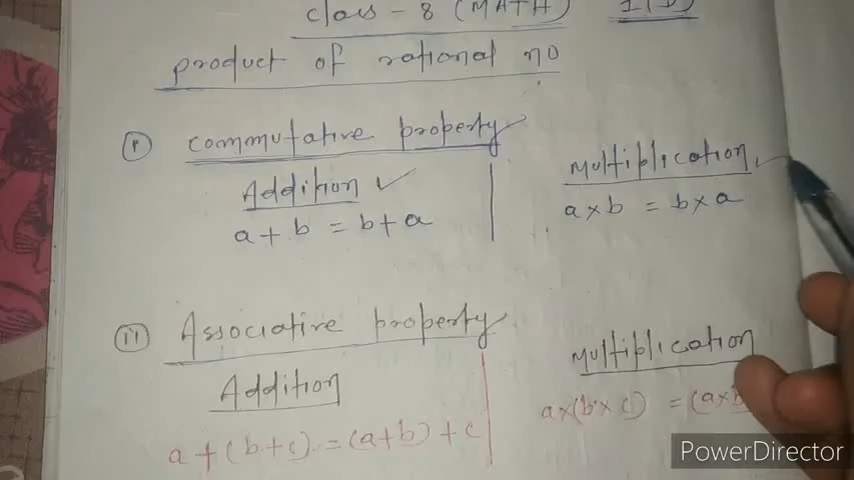 class - 8 (MATH)
product of rational no
(i) commutative property
Addition ✓
Multiplication ✓
a + b = b + a
a × b = b × a
(ii) Associative property
Addition
Multiplication
a + (b + c) = (a + b) + c
a × (b × c) = (a × b
PowerDirector